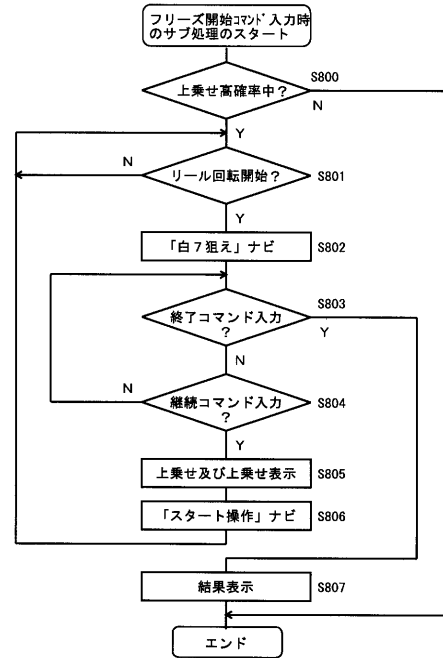 フリーズ開始コマンド入力時
のサブ処理のスタート
S800
上乗せ高確率中?
N
Y
N
リール回転開始?
S801
Y
「白7狙え」ナビ
S802
S803
終了コマンド入力
?
Y
N
N
継続コマンド入力
?
S804
Y
上乗せ及び上乗せ表示
S805
「スタート操作」ナビ
S806
結果表示
S807
エンド